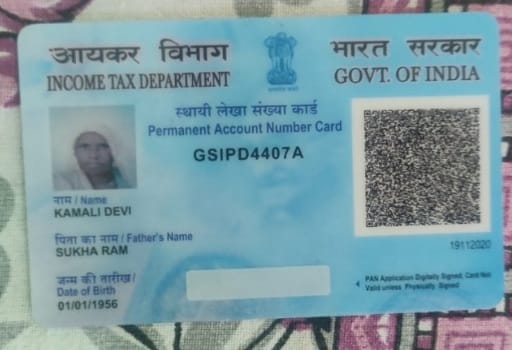 आयकर विभाग
INCOME TAX DEPARTMENT
भारत सरकार
GOVT. OF INDIA
स्थायी लेखा संख्या कार्ड
Permanent Account Number Card
GSIPD4407A
नाम / Name
KAMALI DEVI
पिता का नाम / Father's Name
SUKHA RAM
जन्म की तारीख /
Date of Birth
01/01/1956
19112020
PAN Application Digitally Signed, Card Not
Valid unless Physically Signed